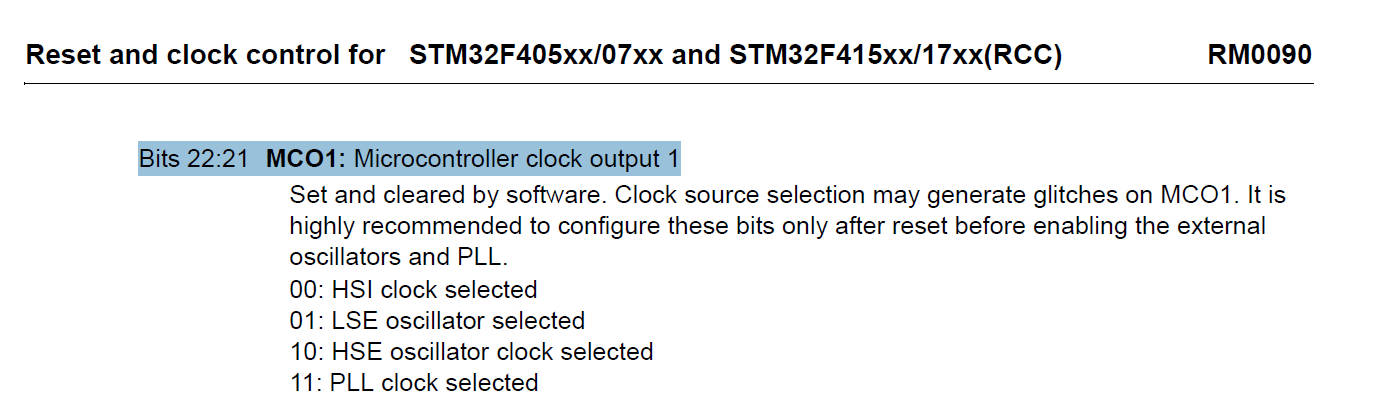 Reset and clock control for STM32F405xx/07xx and STM32F415xx/17xx(RCC) RM0090
Bits 22:21 MCO1: Microcontroller clock output 1
Set and cleared by software. Clock source selection may generate glitches on MCO1. It is
highly recommended to configure these bits only after reset before enabling the external
oscillators and PLL.
00: HSI clock selected
01: LSE oscillator selected
10: HSE oscillator clock selected
11: PLL clock selected